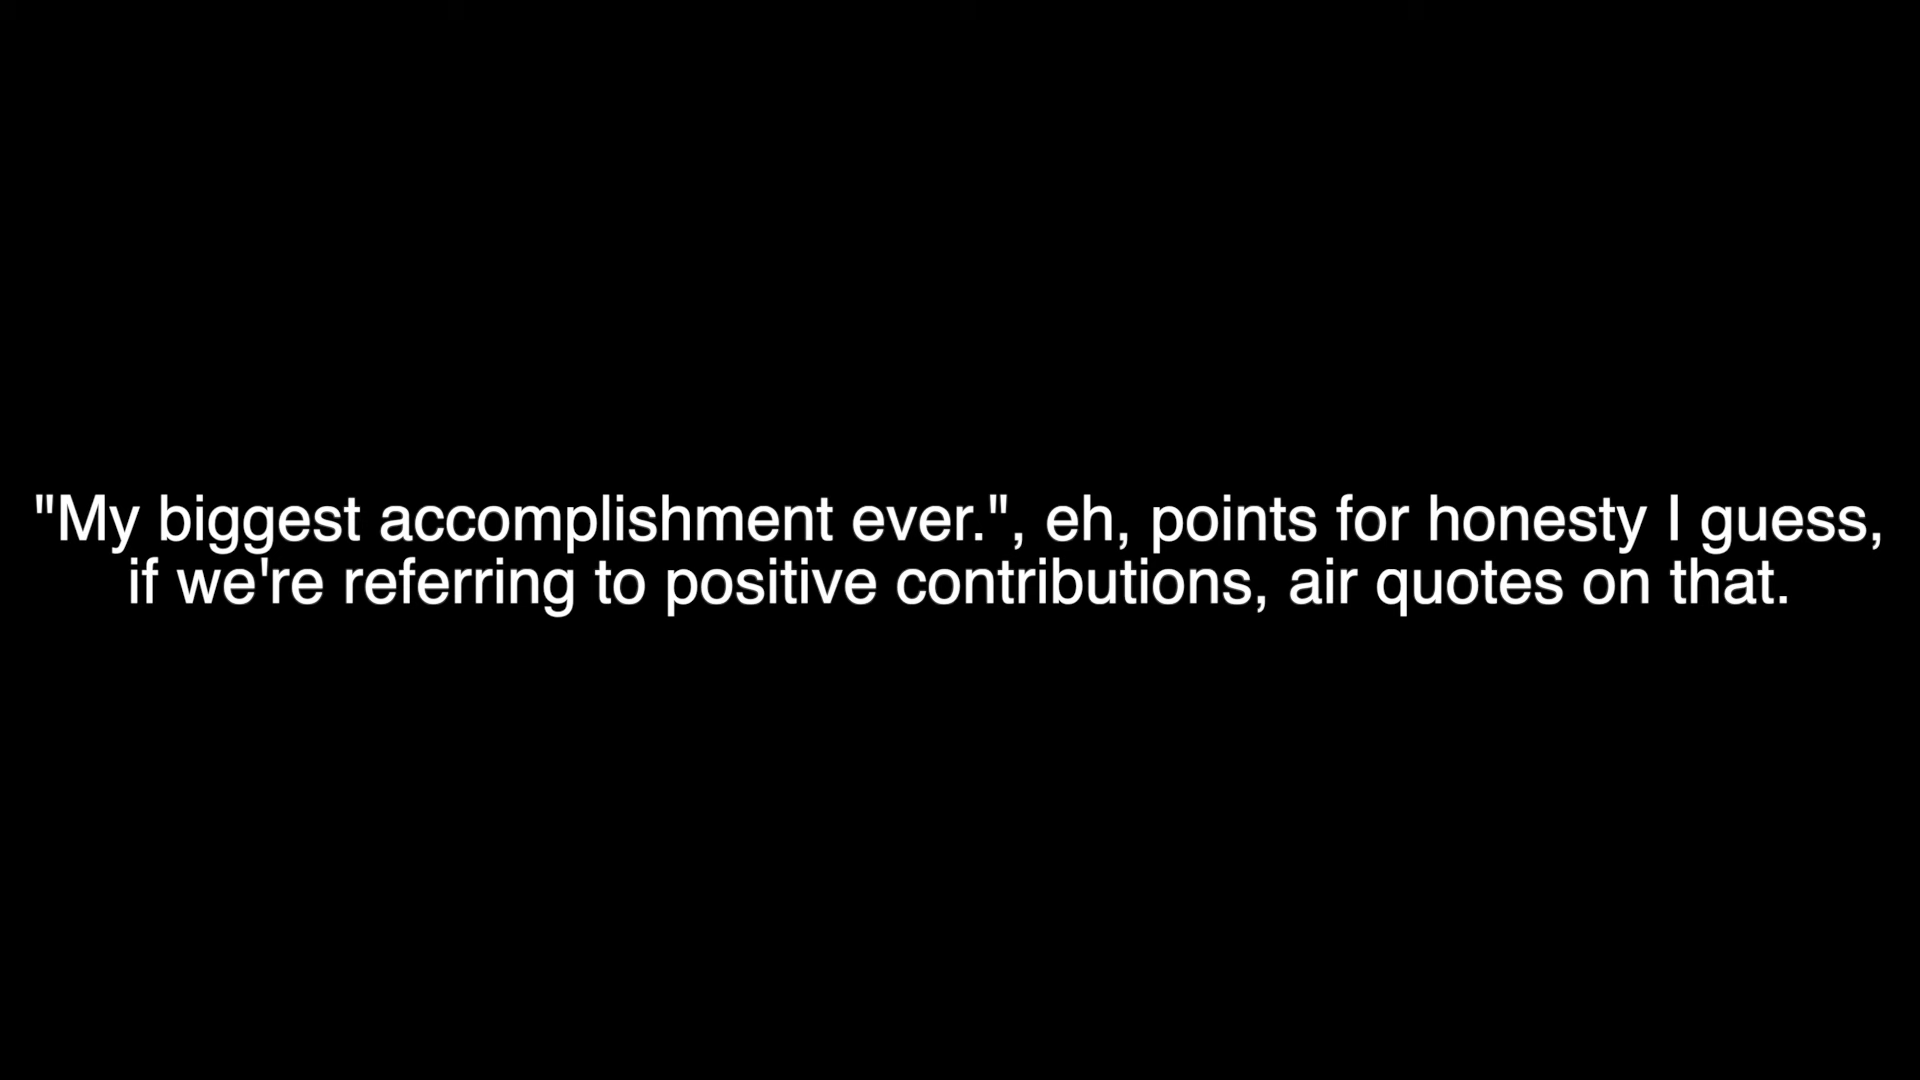 "My biggest accomplishment ever.", eh, points for honesty I guess,
if we're referring to positive contributions, air quotes on that.